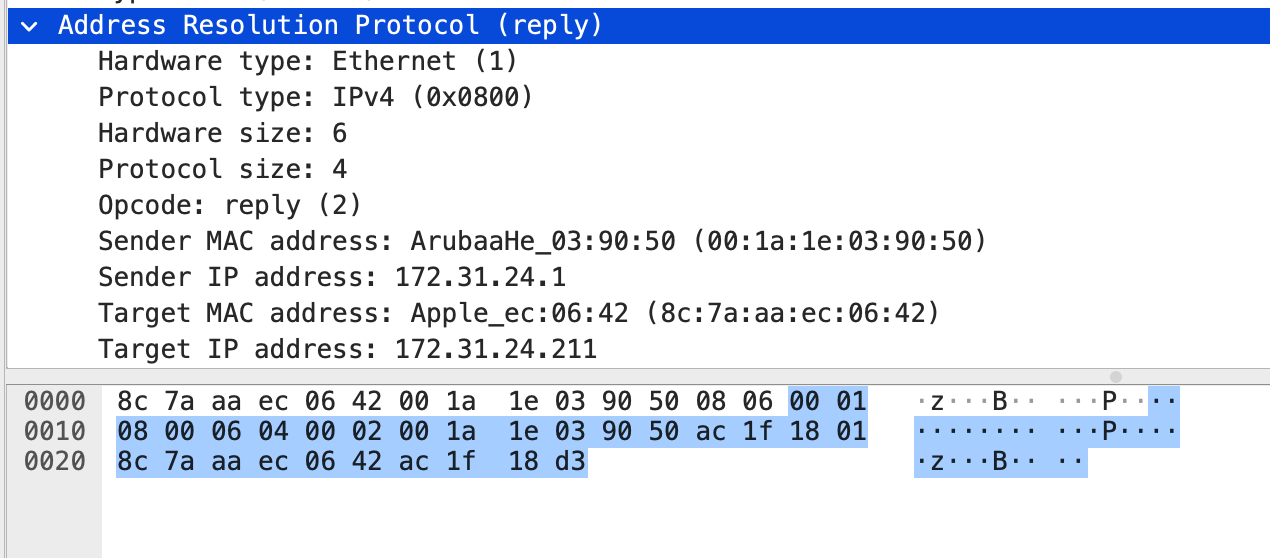 Address Resolution Protocol (reply)
Hardware type: Ethernet (1)
Protocol type: IPv4 (0x0800)
Hardware size: 6
Protocol size: 4
Opcode: reply (2)
Sender MAC address: ArubaaHe_03:90:50 (00:1a:1e:03:90:50)
Sender IP address: 172.31.24.1
Target MAC address: Apple_ec:06:42 (8c:7a:aa:ec:06:42)
Target IP address: 172.31.24.211
0000 8c 7a aa ec 06 42 00 1a 1e 03 90 50 08 06 00 01 ·z···B·· ···P····
0010 08 00 06 04 00 02 00 1a 1e 03 90 50 ac 1f 18 01 ········ ···P····
0020 8c 7a aa ec 06 42 ac 1f 18 d3 ·z···B·· ··